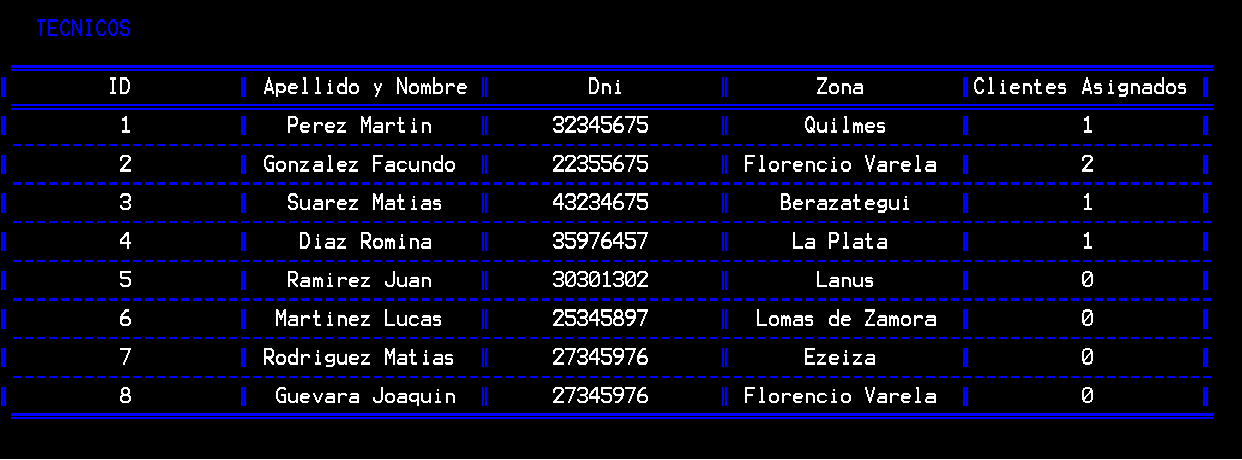 TECNICOS
ID Apellido y Nombre Dni Zona Clientes Asignados
1 Perez Martin 32345675 Quilmes 1
2 Gonzalez Facundo 22355675 Florencio Varela 2
3 Suarez Matias 43234675 Berazategui 1
4 Diaz Romina 35976457 La Plata 1
5 Ramirez Juan 30301302 Lanus 0
6 Martinez Lucas 25345897 Lomas de Zamora 0
7 Rodriguez Matias 27345976 Ezeiza 0
8 Guevara Joaquin 27345976 Florencio Varela 0